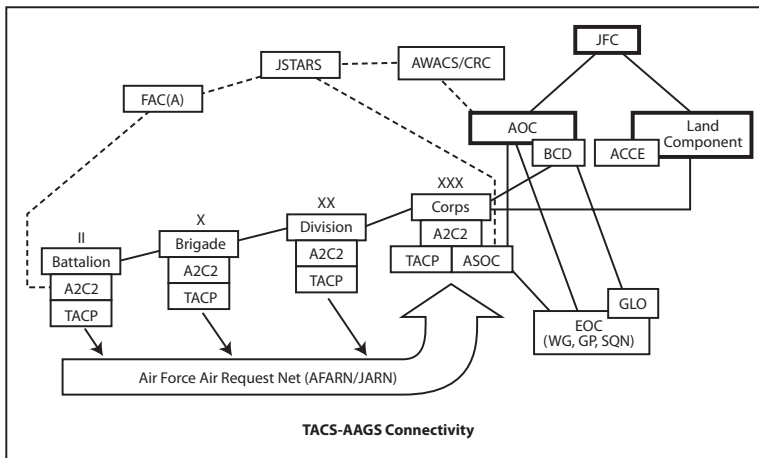 JFC
JSTARS
AWACS/CRC
FAC(A)
AOC
Land
Component
BCD
ACCE
XXX
Corps
A2C2
TACP
ASOC
XX
Division
A2C2
TACP
X
Brigade
A2C2
TACP
II
Battalion
A2C2
TACP
GLO
EOC
(WG, GP, SQN)
Air Force Air Request Net (AFARN/JARN)
TACS-AAGS Connectivity